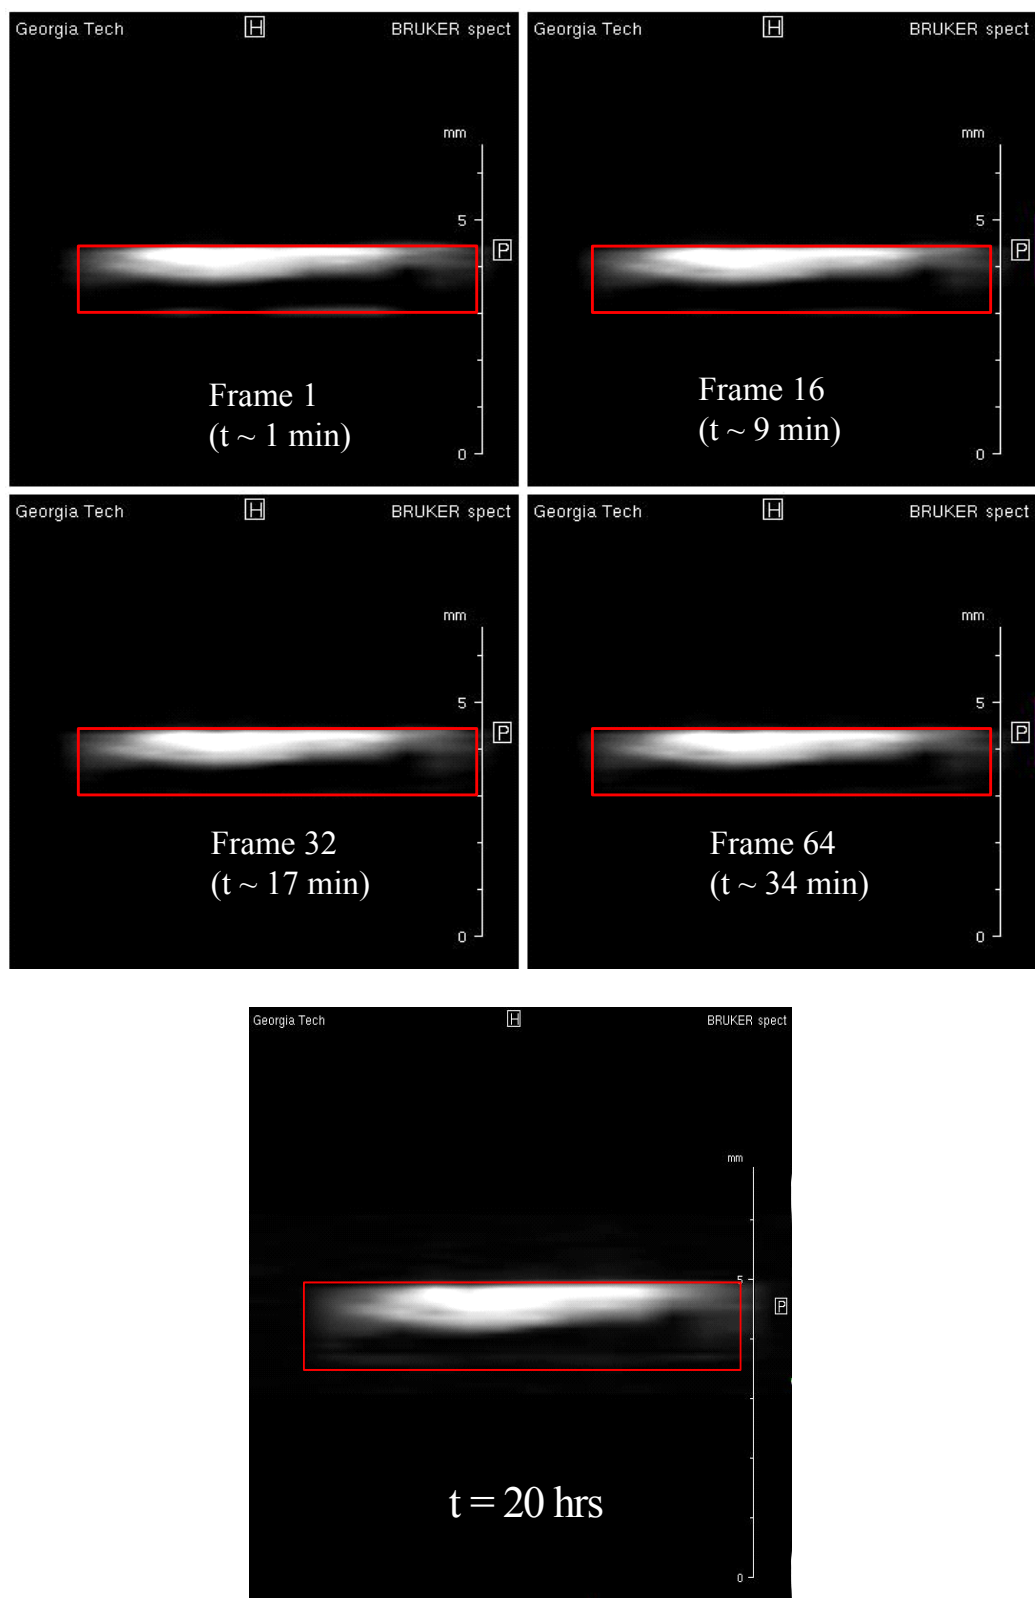 Georgia Tech H BRUKER spect
mm
5
P
0
Frame 1
(t ~ 1 min)
Georgia Tech H BRUKER spect
mm
5
P
0
Frame 16
(t ~ 9 min)
Georgia Tech H BRUKER spect
mm
5
P
0
Frame 32
(t ~ 17 min)
Georgia Tech H BRUKER spect
mm
5
P
0
Frame 64
(t ~ 34 min)
Georgia Tech H BRUKER spect
mm
5
P
0
t = 20 hrs